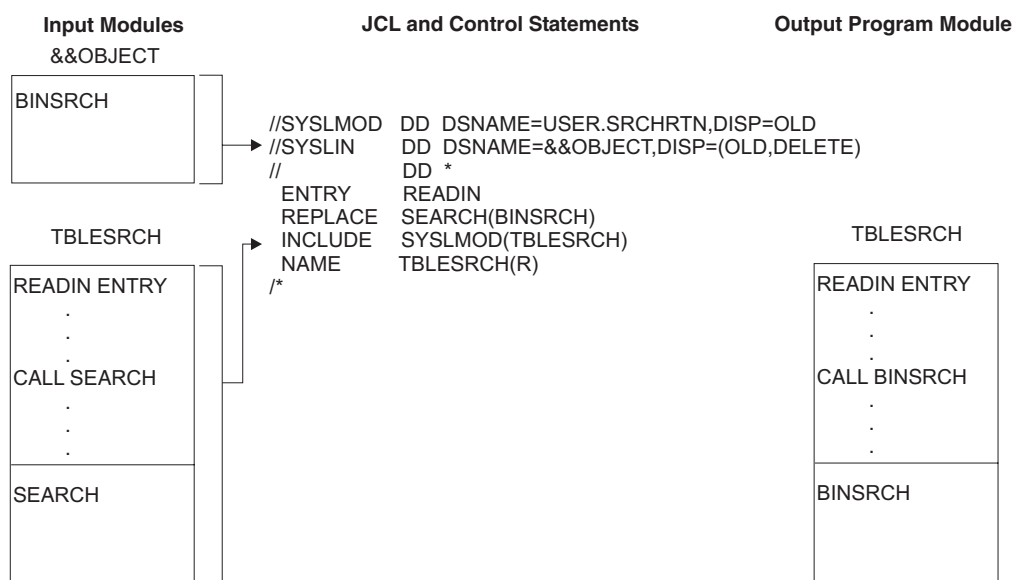 Input Modules
JCL and Control Statements
Output Program Module
&&OBJECT
BINSRCH
//SYSLMOD DD DSNAME=USER.SRCHRTN,DISP=OLD
//SYSLIN DD DSNAME=&&OBJECT,DISP=(OLD,DELETE)
// DD *
ENTRY READIN
REPLACE SEARCH(BINSRCH)
INCLUDE SYSLMOD(TBLESRCH)
NAME TBLESRCH(R)
/*
TBLESRCH
READIN ENTRY
.
.
.
CALL SEARCH
.
.
.
SEARCH
TBLESRCH
READIN ENTRY
.
.
.
CALL BINSRCH
.
.
.
BINSRCH